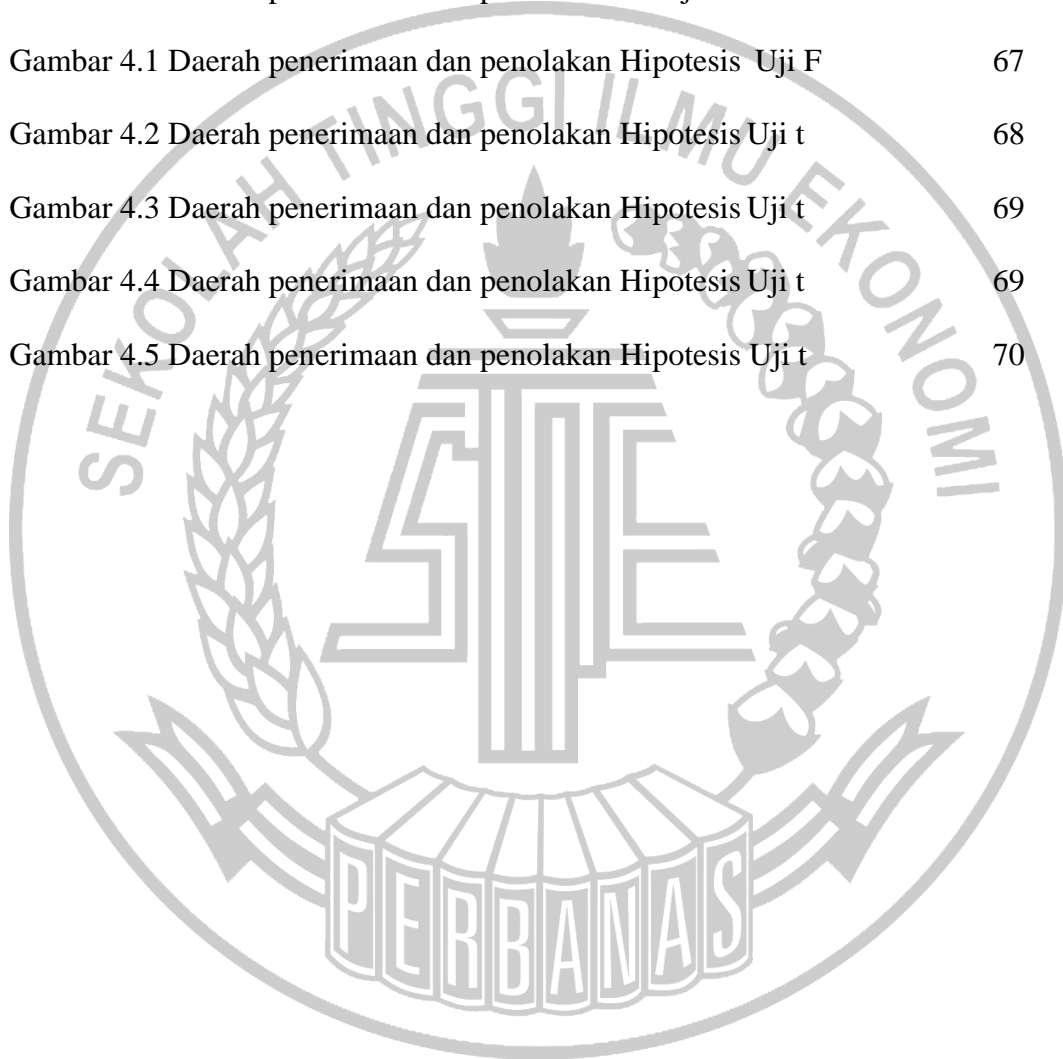 Gambar 4.1 Daerah penerimaan dan penolakan Hipotesis Uji F 67
Gambar 4.2 Daerah penerimaan dan penolakan Hipotesis Uji t 68
Gambar 4.3 Daerah penerimaan dan penolakan Hipotesis Uji t 69
Gambar 4.4 Daerah penerimaan dan penolakan Hipotesis Uji t 69
Gambar 4.5 Daerah penerimaan dan penolakan Hipotesis Uji t 70
SEKOLAH TINGGI ILMU EKONOMI
STIE
PERBANAS